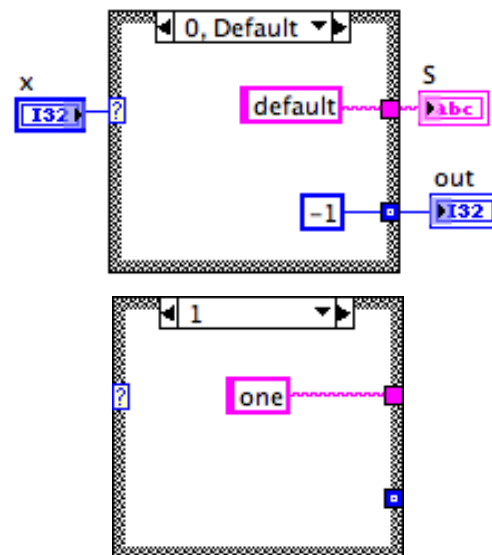 0, Default
x
I32
?
default
S
abc
out
-1
I32
1
?
one